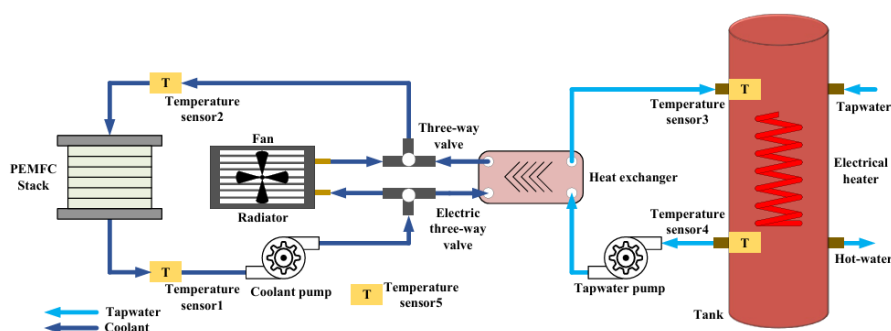 T
Temperature
sensor2
Fan
Three-way
valve
PEMFC
Stack
Radiator
Electric
three-way
valve
Heat exchanger
T
Temperature
sensor1
Coolant pump
T
Temperature
sensor5
Tapwater
Coolant
Temperature
sensor3
T
Tapwater
Electrical
heater
Temperature
sensor4
T
Hot-water
Tapwater pump
Tank